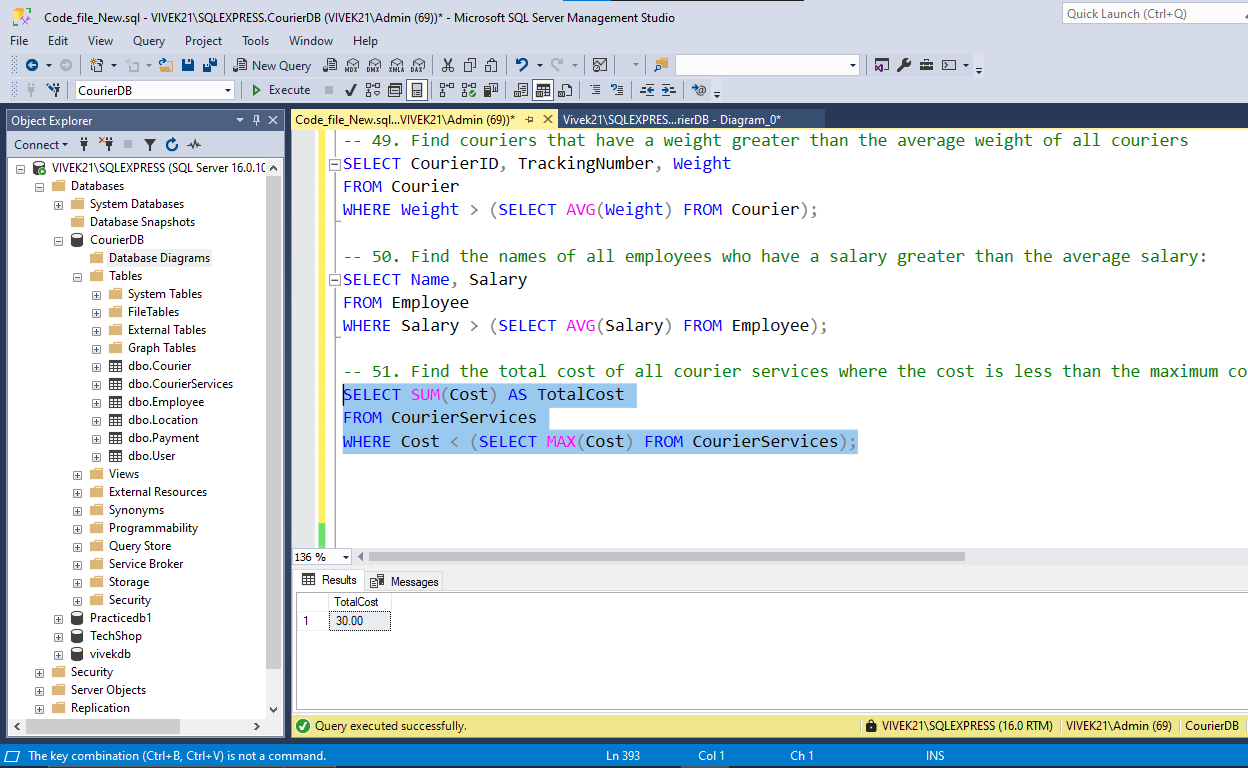 Code_file_New.sql - VIVEK21\SQLEXPRESS.CourierDB (VIVEK21\Admin (69))* - Microsoft SQL Server Management Studio
Quick Launch (Ctrl+Q)
File Edit View Query Project Tools Window Help
New Query
MDX DMX XMLA DAX
CourierDB
Execute
Object Explorer
Connect
VIVEK21\SQLEXPRESS (SQL Server 16.0.10
Databases
System Databases
Database Snapshots
CourierDB
Database Diagrams
Tables
System Tables
FileTables
External Tables
Graph Tables
dbo.Courier
dbo.CourierServices
dbo.Employee
dbo.Location
dbo.Payment
dbo.User
Views
External Resources
Synonyms
Programmability
Query Store
Service Broker
Storage
Security
Practicedb1
TechShop
vivekdb
Security
Server Objects
Replication
Code_file_New.sql...VIVEK21\Admin (69))*
VIVEK21\SQLEXPRES...rierDB - Diagram_0*
-- 49. Find couriers that have a weight greater than the average weight of all couriers
SELECT CourierID, TrackingNumber, Weight
FROM Courier
WHERE Weight > (SELECT AVG(Weight) FROM Courier);
-- 50. Find the names of all employees who have a salary greater than the average salary:
SELECT Name, Salary
FROM Employee
WHERE Salary > (SELECT AVG(Salary) FROM Employee);
-- 51. Find the total cost of all courier services where the cost is less than the maximum co
SELECT SUM(Cost) AS TotalCost
FROM CourierServices
WHERE Cost < (SELECT MAX(Cost) FROM CourierServices);
136 %
Results Messages
TotalCost
1 30.00
Query executed successfully.
VIVEK21\SQLEXPRESS (16.0 RTM) VIVEK21\Admin (69) CourierDB
The key combination (Ctrl+B, Ctrl+V) is not a command.
Ln 393 Col 1 Ch 1 INS